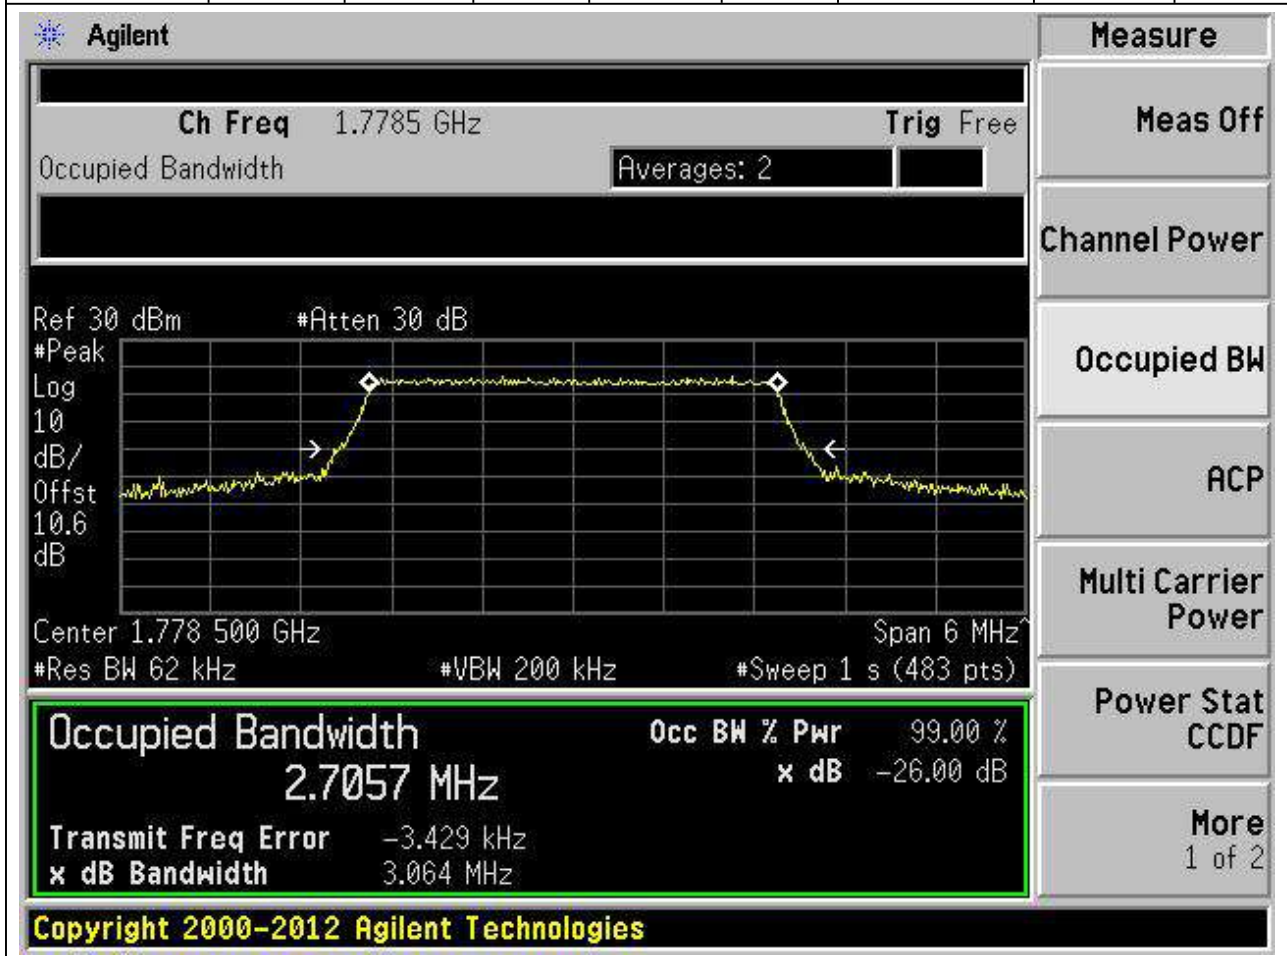 Agilent
Measure
Ch Freq 1.7785 GHz Trig Free
Occupied Bandwidth Averages: 2
Meas Off
Channel Power
Occupied BW
ACP
Multi Carrier
Power
Power Stat
CCDF
More
1 of 2
Ref 30 dBm #Atten 30 dB
#Peak
Log
10
dB/
Offst
10.6
dB
Center 1.778 500 GHz Span 6 MHz^
#Res BW 62 kHz #VBW 200 kHz #Sweep 1 s (483 pts)
Occupied Bandwidth
2.7057 MHz
Occ BW % Pwr 99.00 %
x dB -26.00 dB
Transmit Freq Error -3.429 kHz
x dB Bandwidth 3.064 MHz
Copyright 2000-2012 Agilent Technologies